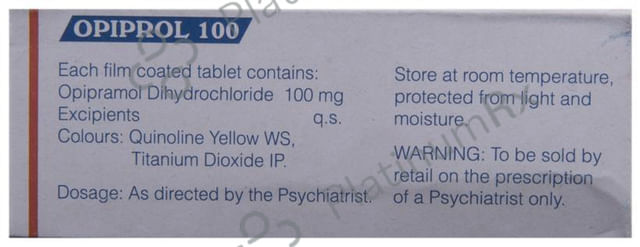 OPIPROL 100
Each film coated tablet contains:
Opipramol Dihydrochloride 100 mg
Excipients q.s.
Colours: Quinoline Yellow WS,
Titanium Dioxide IP.
Dosage: As directed by the Psychiatrist.
Store at room temperature,
protected from light and
moisture.
WARNING: To be sold by
retail on the prescription
of a Psychiatrist only.
PlatinumRx